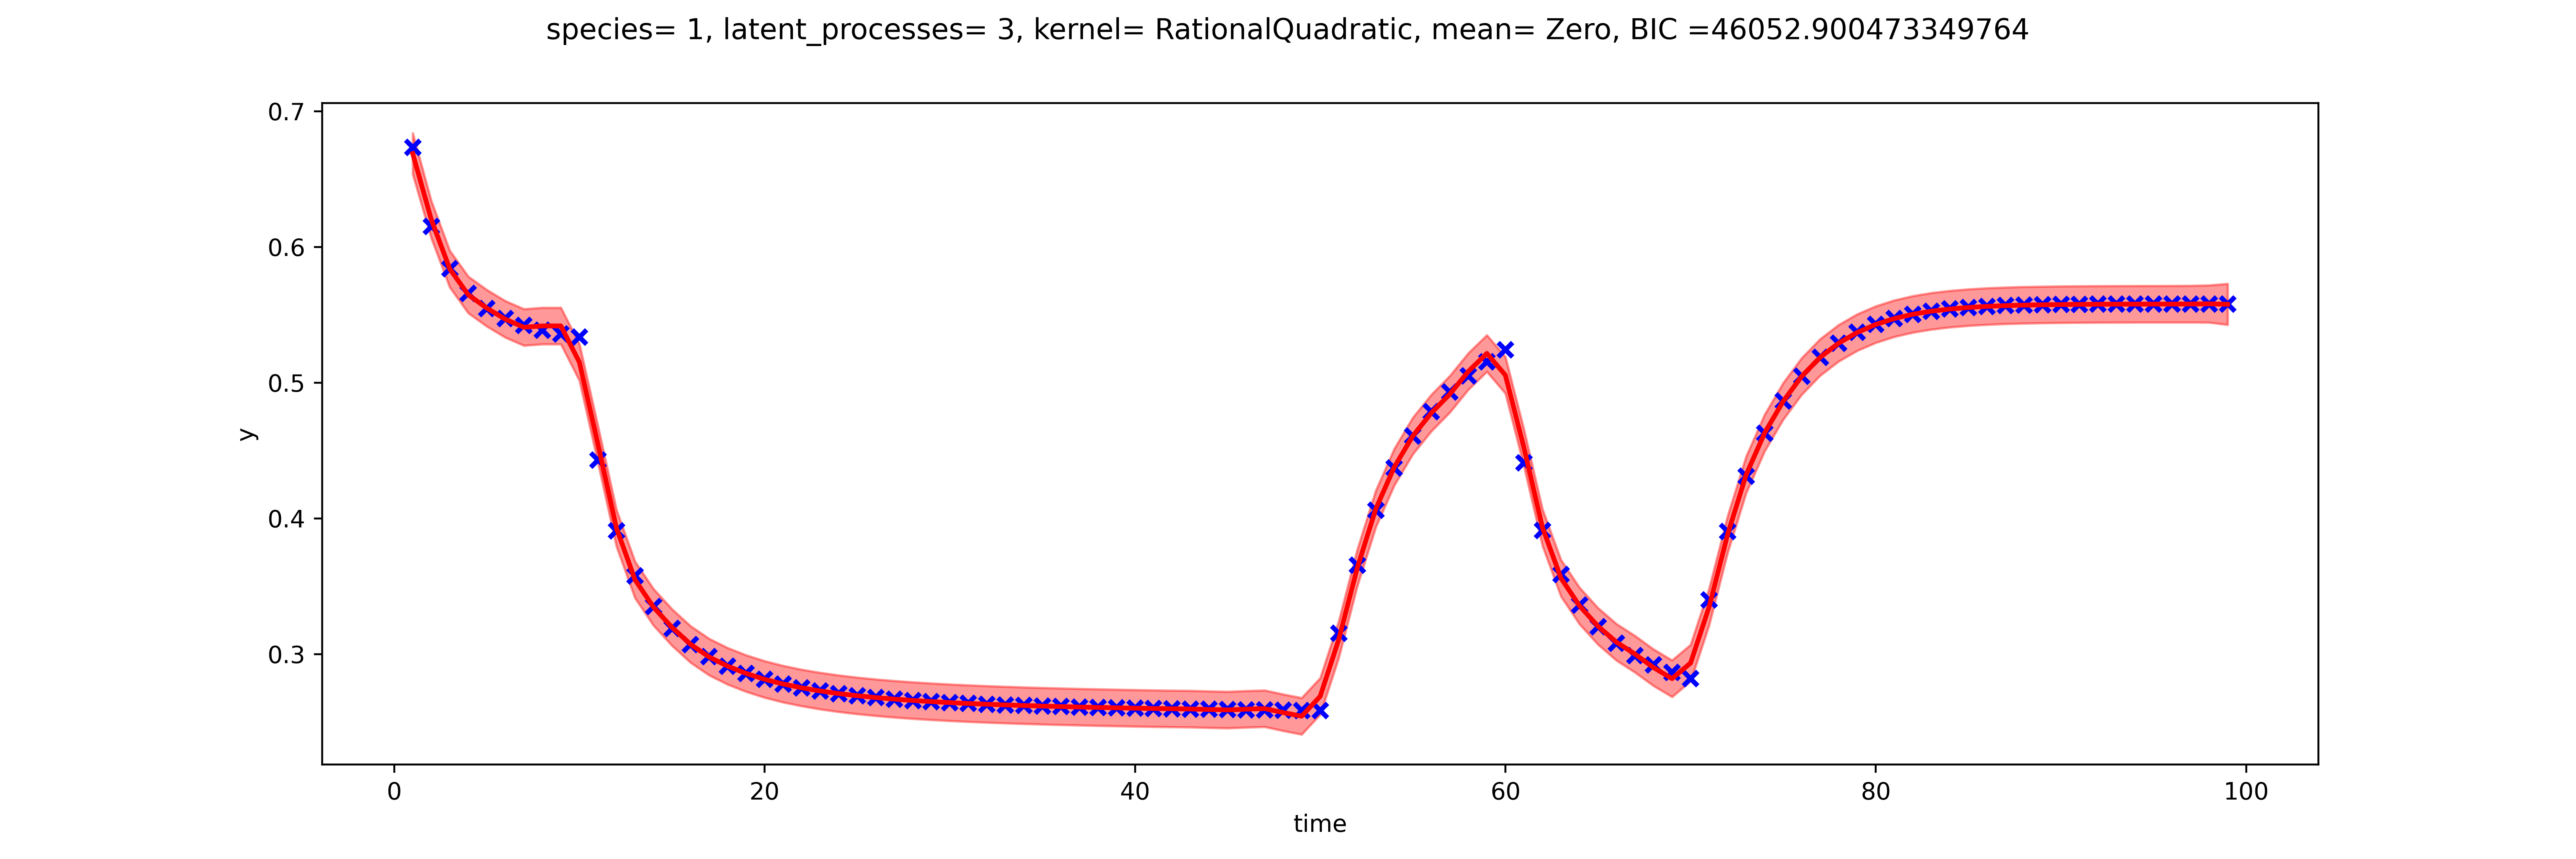 species= 1, latent_processes= 3, kernel= RationalQuadratic, mean= Zero, BIC =46052.900473349764
0.7
0.6
0.5
0.4
0.3
y
0 20 40 60 80 100
time